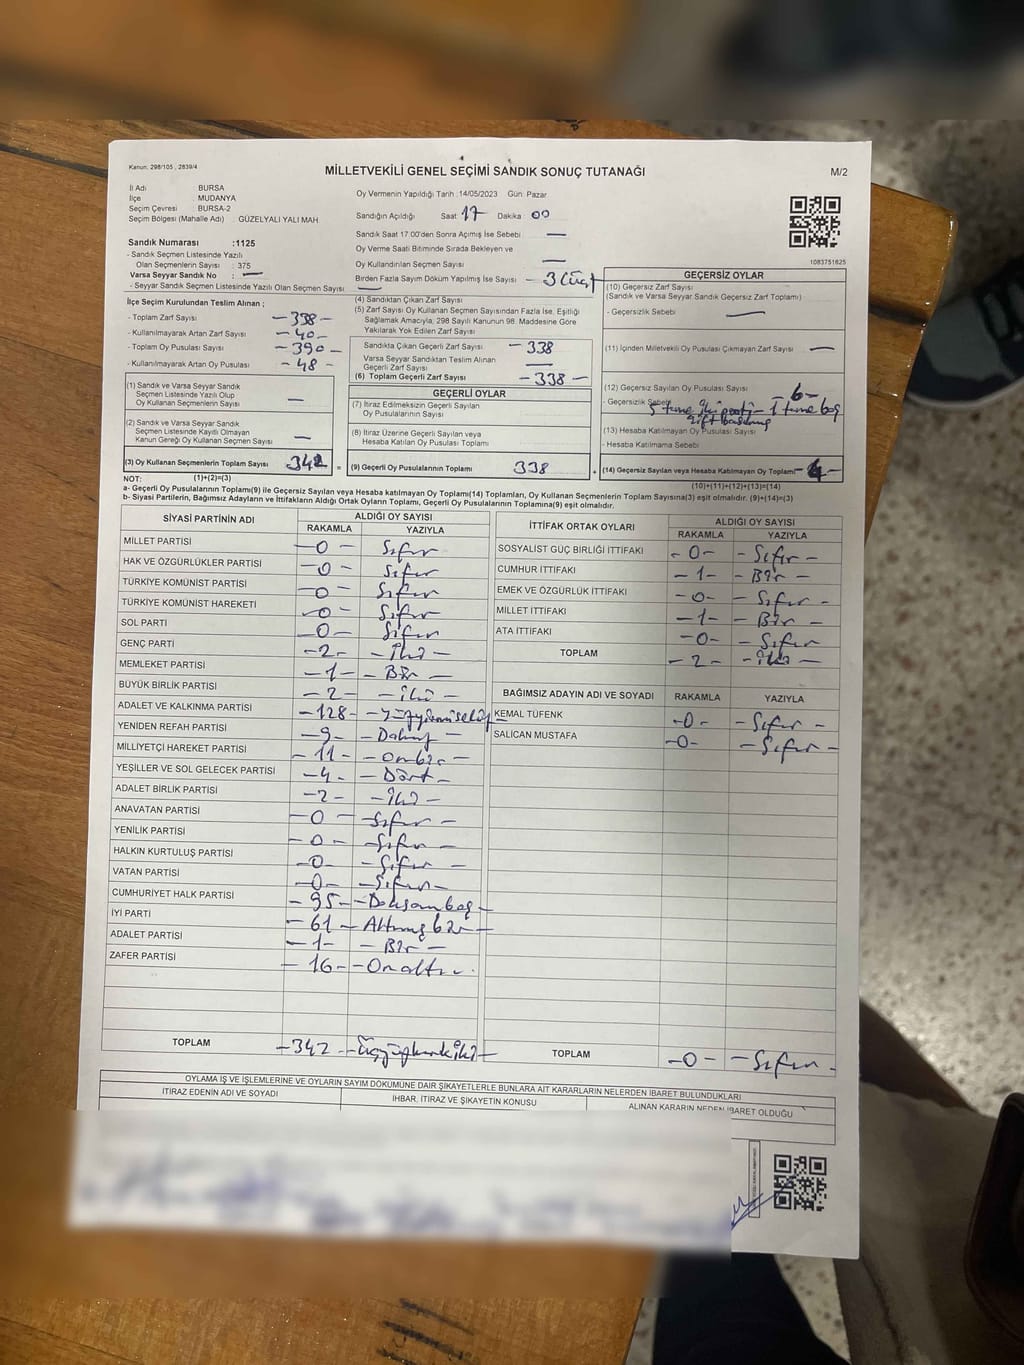 Kanun: 298/105 , 2839/4
MİLLETVEKİLİ GENEL SEÇİMİ SANDIK SONUÇ TUTANAĞI
M/2
İl Adı BURSA
İlçe MUDANYA
Seçim Çevresi BURSA-2
Seçim Bölgesi (Mahalle Adı) : GÜZELYALI YALI MAH.
Oy Vermenin Yapıldığı Tarih :14/05/2023 Gün: Pazar
Sandığın Açıldığı Saat 17 Dakika 00
Sandık Saat 17:00'den Sonra Açılmış İse Sebebi —
Oy Verme Saati Bitiminde Sırada Bekleyen ve
Oy Kullandırılan Seçmen Sayısı —
Birden Fazla Sayım Döküm Yapılmış İse Sayısı - 3 (üç)
1083751625
Sandık Numarası :1125
- Sandık Seçmen Listesinde Yazılı
Olan Seçmenlerin Sayısı : 375
Varsa Seyyar Sandık No : —
- Seyyar Sandık Seçmen Listesinde Yazılı Olan Seçmen Sayısı —
İlçe Seçim Kurulundan Teslim Alınan ;
- Toplam Zarf Sayısı - 338 -
- Kullanılmayarak Artan Zarf Sayısı - 40 -
- Toplam Oy Pusulası Sayısı - 390 -
- Kullanılmayarak Artan Oy Pusulası - 48 -
(1) Sandık ve Varsa Seyyar Sandık
Seçmen Listesinde Yazılı Olup
Oy Kullanan Seçmenlerin Sayısı —
(2) Sandık ve Varsa Seyyar Sandık
Seçmen Listesinde Kayıtlı Olmayan
Kanun Gereği Oy Kullanan Seçmen Sayısı —
(3) Oy Kullanan Seçmenlerin Toplam Sayısı 342 =
(1)+(2)=(3)
(4) Sandıktan Çıkan Zarf Sayısı
(5) Zarf Sayısı Oy Kullanan Seçmen Sayısından Fazla İse, Eşitliği
Sağlamak Amacıyla, 298 Sayılı Kanunun 98. Maddesine Göre
Yakılarak Yok Edilen Zarf Sayısı
Sandıkta Çıkan Geçerli Zarf Sayısı - 338
Varsa Seyyar Sandıktan Teslim Alınan
Geçerli Zarf Sayısı —
(6) Toplam Geçerli Zarf Sayısı - 338 -
GEÇERLİ OYLAR
(7) İtiraz Edilmeksizin Geçerli Sayılan
Oy Pusulalarının Sayısı
(8) İtiraz Üzerine Geçerli Sayılan veya
Hesaba Katılan Oy Pusulası Toplamı
(9) Geçerli Oy Pusulalarının Toplamı 338 +
GEÇERSİZ OYLAR
(10) Geçersiz Zarf Sayısı
(Sandık ve Varsa Seyyar Sandık Geçersiz Zarf Toplamı)
- Geçersizlik Sebebi —
(11) İçinden Milletvekili Oy Pusulası Çıkmayan Zarf Sayısı —
(12) Geçersiz Sayılan Oy Pusulası Sayısı - 6 -
- Geçersizlik Sebebi 5 tane iki parti - 1 tane boş
çift basılmış
(13) Hesaba Katılmayan Oy Pusulası Sayısı
- Hesaba Katılmama Sebebi
(14) Geçersiz Sayılan veya Hesaba Katılmayan Oy Toplamı - 4 -
(10)+(11)+(12)+(13)=(14)
NOT:
a- Geçerli Oy Pusulalarının Toplamı(9) ile Geçersiz Sayılan veya Hesaba katılmayan Oy Toplamı(14) Toplamları, Oy Kullanan Seçmenlerin Toplam Sayısına(3) eşit olmalıdır. (9)+(14)=(3)
b- Siyasi Partilerin, Bağımsız Adayların ve İttifakların Aldığı Ortak Oyların Toplamı, Geçerli Oy Pusulalarının Toplamına(9) eşit olmalıdır.
SİYASİ PARTİNİN ADI ALDIĞI OY SAYISI
RAKAMLA YAZIYLA
MİLLET PARTİSİ - 0 - Sıfır
HAK VE ÖZGÜRLÜKLER PARTİSİ - 0 - Sıfır
TÜRKİYE KOMÜNİST PARTİSİ - 0 - Sıfır
TÜRKİYE KOMÜNİST HAREKETİ - 0 - Sıfır
SOL PARTİ - 0 - Sıfır
GENÇ PARTİ - 2 - - İki -
MEMLEKET PARTİSİ - 1 - - Bir -
BÜYÜK BİRLİK PARTİSİ - 2 - - İki -
ADALET VE KALKINMA PARTİSİ - 128 - - Yüzyirmisekiz -
YENİDEN REFAH PARTİSİ - 9 - - Dokuz -
MİLLİYETÇİ HAREKET PARTİSİ - 11 - - Onbir -
YEŞİLLER VE SOL GELECEK PARTİSİ - 4 - - Dört -
ADALET BİRLİK PARTİSİ - 2 - - İki -
ANAVATAN PARTİSİ - 0 - - Sıfır -
YENİLİK PARTİSİ - 0 - - Sıfır -
HALKIN KURTULUŞ PARTİSİ - 0 - - Sıfır -
VATAN PARTİSİ - 0 - - Sıfır -
CUMHURİYET HALK PARTİSİ - 95 - - Doksanbeş -
İYİ PARTİ - 61 - Altmışbir -
ADALET PARTİSİ - 1 - - Bir -
ZAFER PARTİSİ - 16 - - Onaltı -
TOPLAM - 342 - Üçyüzkırkiki -
İTTİFAK ORTAK OYLARI ALDIĞI OY SAYISI
RAKAMLA YAZIYLA
SOSYALİST GÜÇ BİRLİĞİ İTTİFAKI - 0 - - Sıfır -
CUMHUR İTTİFAKI - 1 - - Bir -
EMEK VE ÖZGÜRLÜK İTTİFAKI - 0 - - Sıfır -
MİLLET İTTİFAKI - 1 - - Bir -
ATA İTTİFAKI - 0 - - Sıfır
TOPLAM - 2 - - İki -
BAĞIMSIZ ADAYIN ADI VE SOYADI RAKAMLA YAZIYLA
KEMAL TÜFENK - 0 - - Sıfır -
SALİCAN MUSTAFA - 0 - - Sıfır -
TOPLAM - 0 - - Sıfır -
OYLAMA İŞ VE İŞLEMLERİNE VE OYLARIN SAYIM DÖKÜMÜNE DAİR ŞİKAYETLERLE BUNLARA AİT KARARLARIN NELERDEN İBARET BULUNDUKLARI
İTİRAZ EDENİN ADI VE SOYADI İHBAR, İTİRAZ VE ŞİKAYETİN KONUSU ALINAN KARARIN NEDEN İBARET OLDUĞU